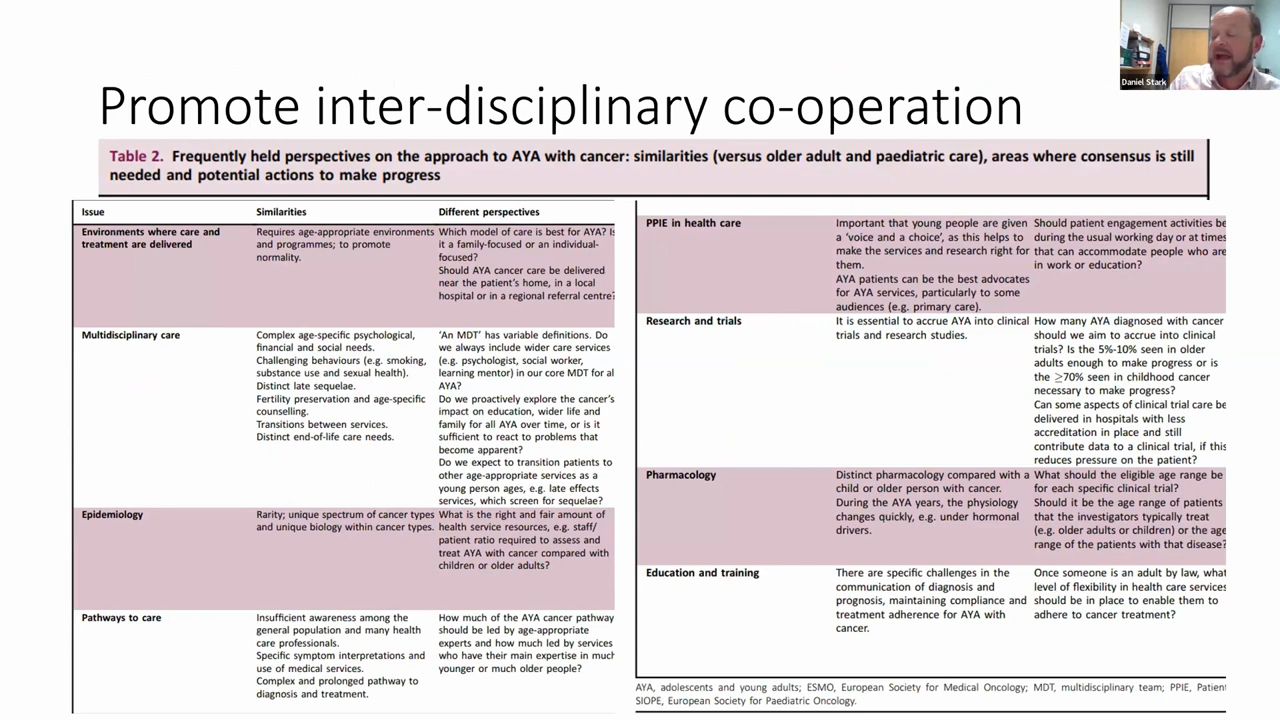 Daniel Stark
Promote inter-disciplinary co-operation
Table 2. Frequently held perspectives on the approach to AYA with cancer: similarities (versus older adult and paediatric care), areas where consensus is still
needed and potential actions to make progress
Issue Similarities Different perspectives
Environments where care and
treatment are delivered
Requires age-appropriate environments
and programmes; to promote
normality.
Which model of care is best for AYA? Is
it a family-focused or an individual-
focused?
Should AYA cancer care be delivered
near the patient's home, in a local
hospital or in a regional referral centre?
Multidisciplinary care
Complex age-specific psychological,
financial and social needs.
Challenging behaviours (e.g. smoking,
substance use and sexual health).
Distinct late sequelae.
Fertility preservation and age-specific
counselling.
Transitions between services.
Distinct end-of-life care needs.
'An MDT' has variable definitions. Do
we always include wider care services
(e.g. psychologist, social worker,
learning mentor) in our core MDT for al
AYA?
Do we proactively explore the cancer's
impact on education, wider life and
family for all AYA over time, or is it
sufficient to react to problems that
become apparent?
Do we expect to transition patients to
other age-appropriate services as a
young person ages, e.g. late effects
services, which screen for sequelae?
Epidemiology
Rarity; unique spectrum of cancer types
and unique biology within cancer types.
What is the right and fair amount of
health service resources, e.g. staff/
patient ratio required to assess and
treat AYA with cancer compared with
children or older adults?
Pathways to care
Insufficient awareness among the
general population and many health
care professionals.
Specific symptom interpretations and
use of medical services.
Complex and prolonged pathway to
diagnosis and treatment.
How much of the AYA cancer pathway
should be led by age-appropriate
experts and how much led by services
who have their main expertise in much
younger or much older people?
PPIE in health care
Important that young people are given
a 'voice and a choice', as this helps to
make the services and research right for
them.
AYA patients can be the best advocates
for AYA services, particularly to some
audiences (e.g. primary care).
Should patient engagement activities be
during the usual working day or at times
that can accommodate people who are
in work or education?
Research and trials
It is essential to accrue AYA into clinical
trials and research studies.
How many AYA diagnosed with cancer
should we aim to accrue into clinical
trials? Is the 5%-10% seen in older
adults enough to make progress or is
the ≥70% seen in childhood cancer
necessary to make progress?
Can some aspects of clinical trial care be
delivered in hospitals with less
accreditation in place and still
contribute data to a clinical trial, if this
reduces pressure on the patient?
Pharmacology
Distinct pharmacology compared with a
child or older person with cancer.
During the AYA years, the physiology
changes quickly, e.g. under hormonal
drivers.
What should the eligible age range be
for each specific clinical trial?
Should it be the age range of patients
that the investigators typically treat
(e.g. older adults or children) or the age
range of the patients with that disease?
Education and training
There are specific challenges in the
communication of diagnosis and
prognosis, maintaining compliance and
treatment adherence for AYA with
cancer.
Once someone is an adult by law, what
level of flexibility in health care services
should be in place to enable them to
adhere to cancer treatment?
AYA, adolescents and young adults; ESMO, European Society for Medical Oncology; MDT, multidisciplinary team; PPIE, Patient
SIOPE, European Society for Paediatric Oncology.